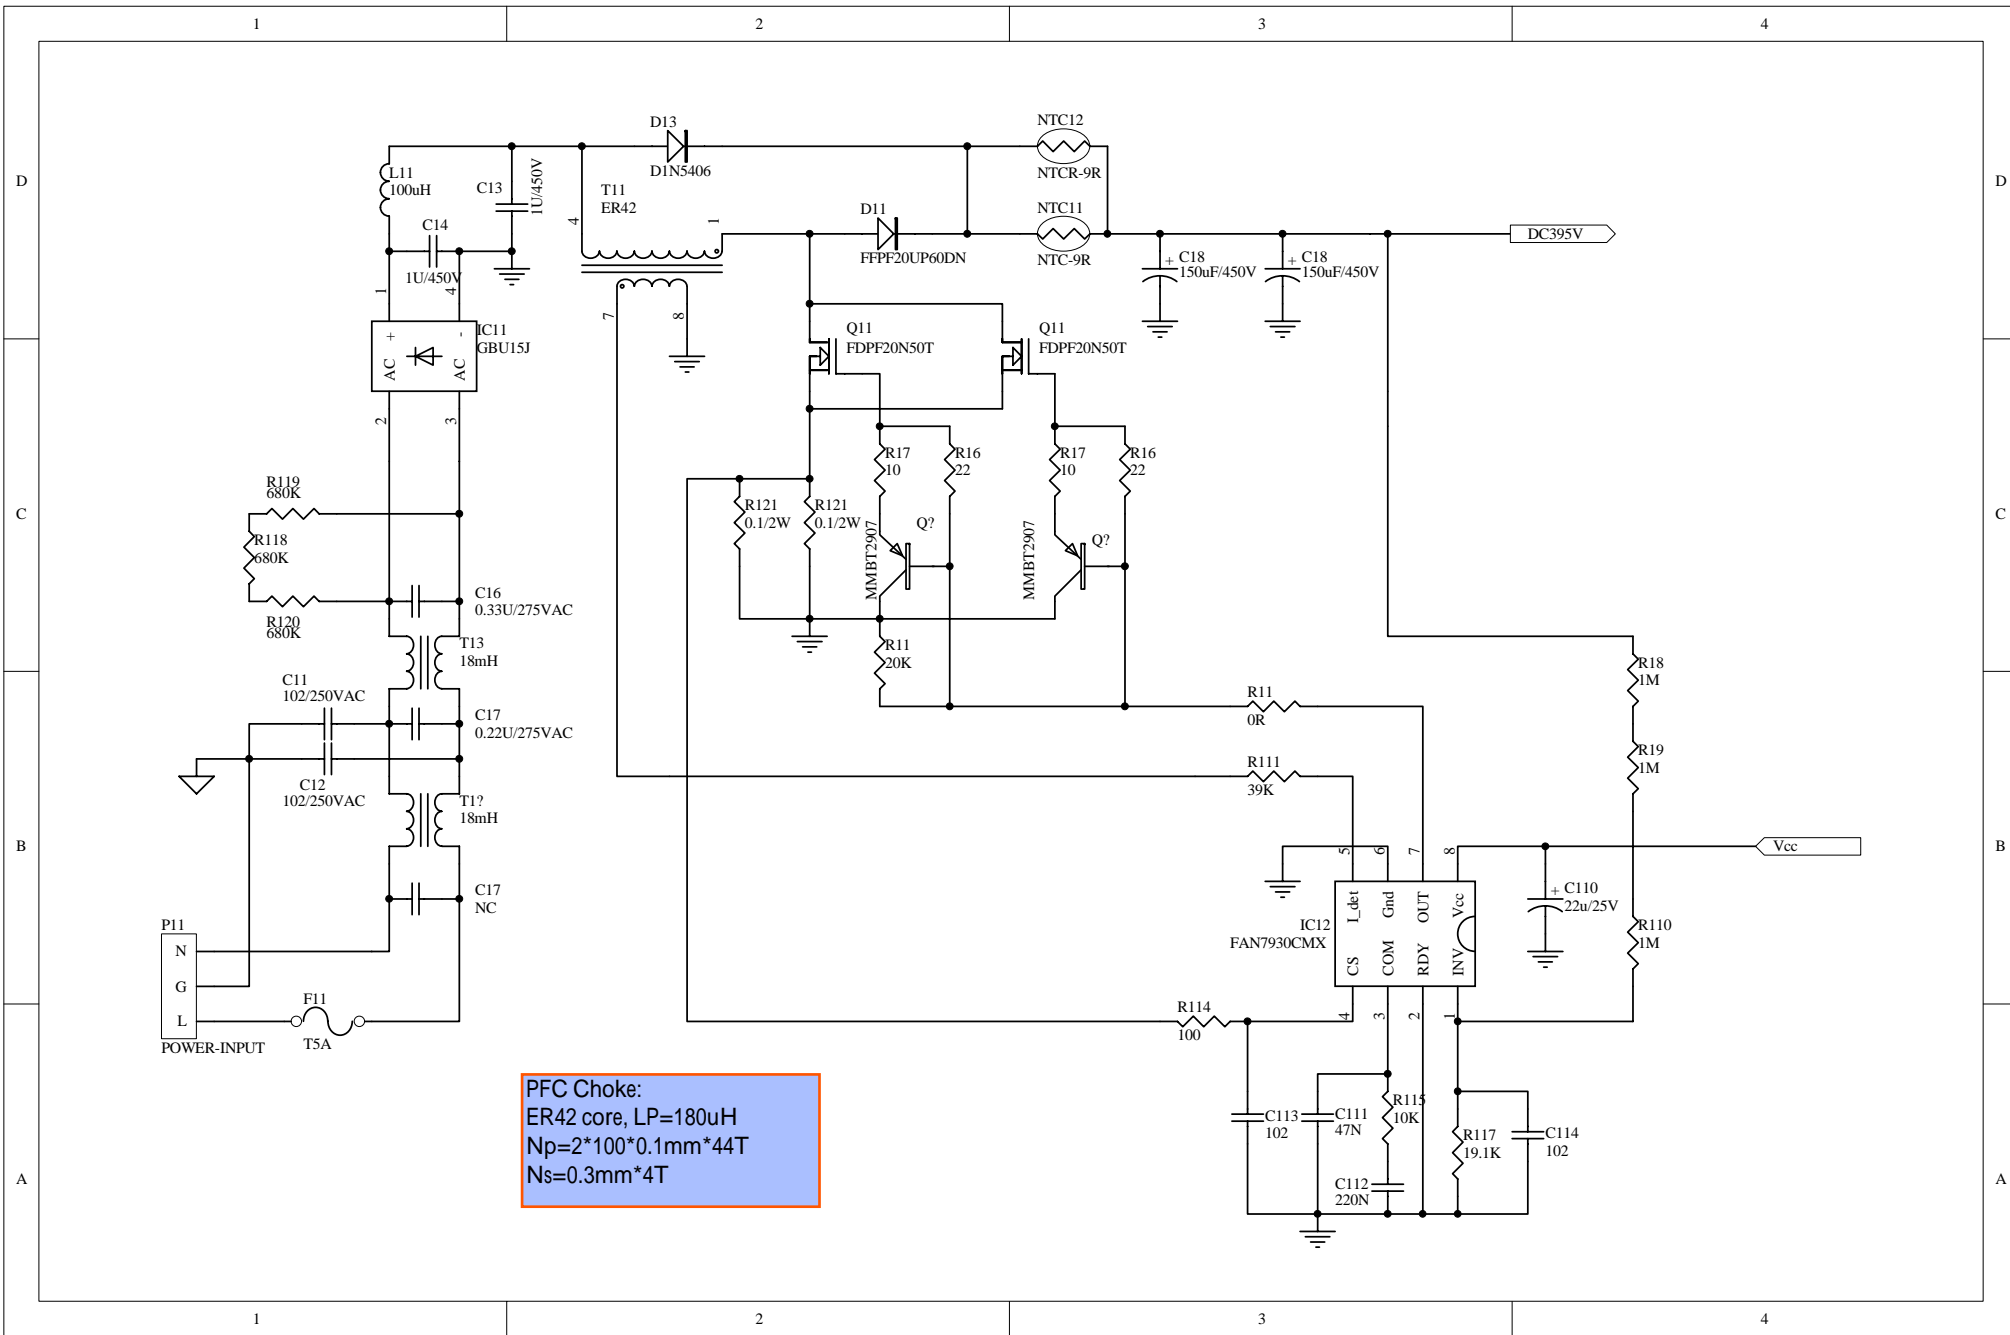 1
2
3
4
D
D
C
C
B
B
A
A
1
2
3
4
L11
100uH
C14
1U/450V
C13
1U/450V
1
4
+
-
AC
AC
IC11
GBU15J
2
3
D13
D1N5406
T11
ER42
4
1
7
8
D11
FFPF20UP60DN
NTC12
NTCR-9R
NTC11
NTC-9R
+
C18
150uF/450V
+
C18
150uF/450V
DC395V
Q11
FDPF20N50T
Q11
FDPF20N50T
R17
10
R16
22
R17
10
R16
22
R121
0.1/2W
R121
0.1/2W
MMBT2907
Q?
MMBT2907
Q?
R11
20K
R119
680K
R118
680K
R120
680K
C16
0.33U/275VAC
T13
18mH
C11
102/250VAC
C17
0.22U/275VAC
C12
102/250VAC
T1?
18mH
C17
NC
P11
N
G
L
POWER-INPUT
F11
T5A
R11
0R
R111
39K
R18
1M
R19
1M
R110
1M
Vcc
+
C110
22u/25V
5
6
7
8
I_det
Gnd
OUT
Vcc
IC12
FAN7930CMX
CS
COM
RDY
INV
4
3
2
1
R114
100
C113
102
C111
47N
R115
10K
C112
220N
R117
19.1K
C114
102
PFC Choke:
ER42 core, LP=180uH
Np=2*100*0.1mm*44T
Ns=0.3mm*4T